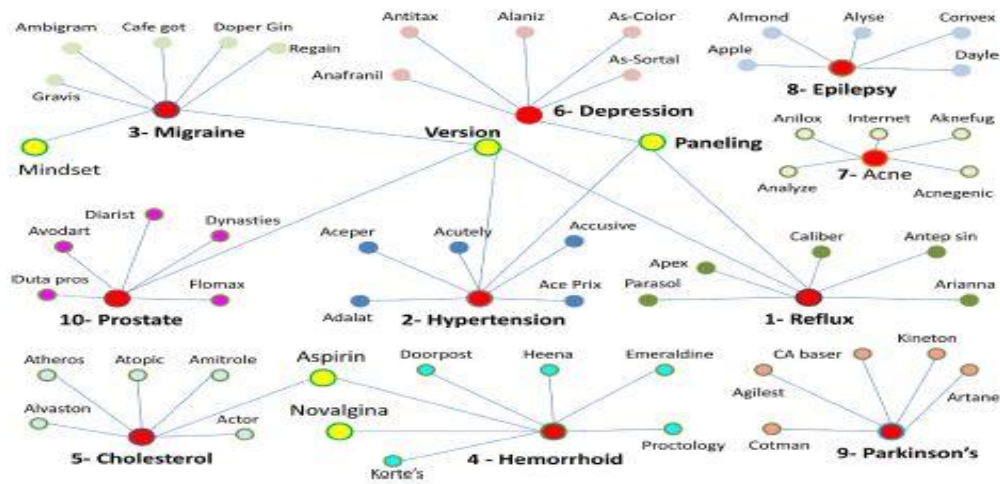 Ambigram
Cafe got
Doper Gin
Regain
Gravis
3- Migraine
Mindset
Version
Antitax
Alaniz
As-Color
Anafranil
As-Sortal
6- Depression
Paneling
Almond
Alyse
Convex
Apple
Dayle
8- Epilepsy
Anilox
Internet
Aknefug
7- Acne
Analyze
Acnegenic
Diarist
Dynasties
Avodart
Duta pros
Flomax
10- Prostate
Aceper
Acutely
Accusive
Adalat
Ace Prix
2- Hypertension
Caliber
Antep sin
Apex
Parasol
Arianna
1- Reflux
Atheros
Atopic
Amitrole
Alvaston
Actor
5- Cholesterol
Aspirin
Novalgina
Doorpost
Heena
Emeraldine
Korte's
Proctology
4 - Hemorrhoid
CA baser
Kineton
Agilest
Artane
Cotman
9- Parkinson's